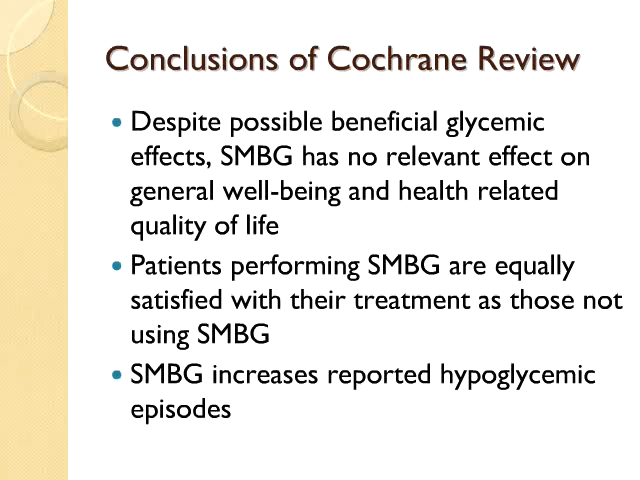 Conclusions of Cochrane Review
• Despite possible beneficial glycemic
effects, SMBG has no relevant effect on
general well-being and health related
quality of life
• Patients performing SMBG are equally
satisfied with their treatment as those not
using SMBG
• SMBG increases reported hypoglycemic
episodes